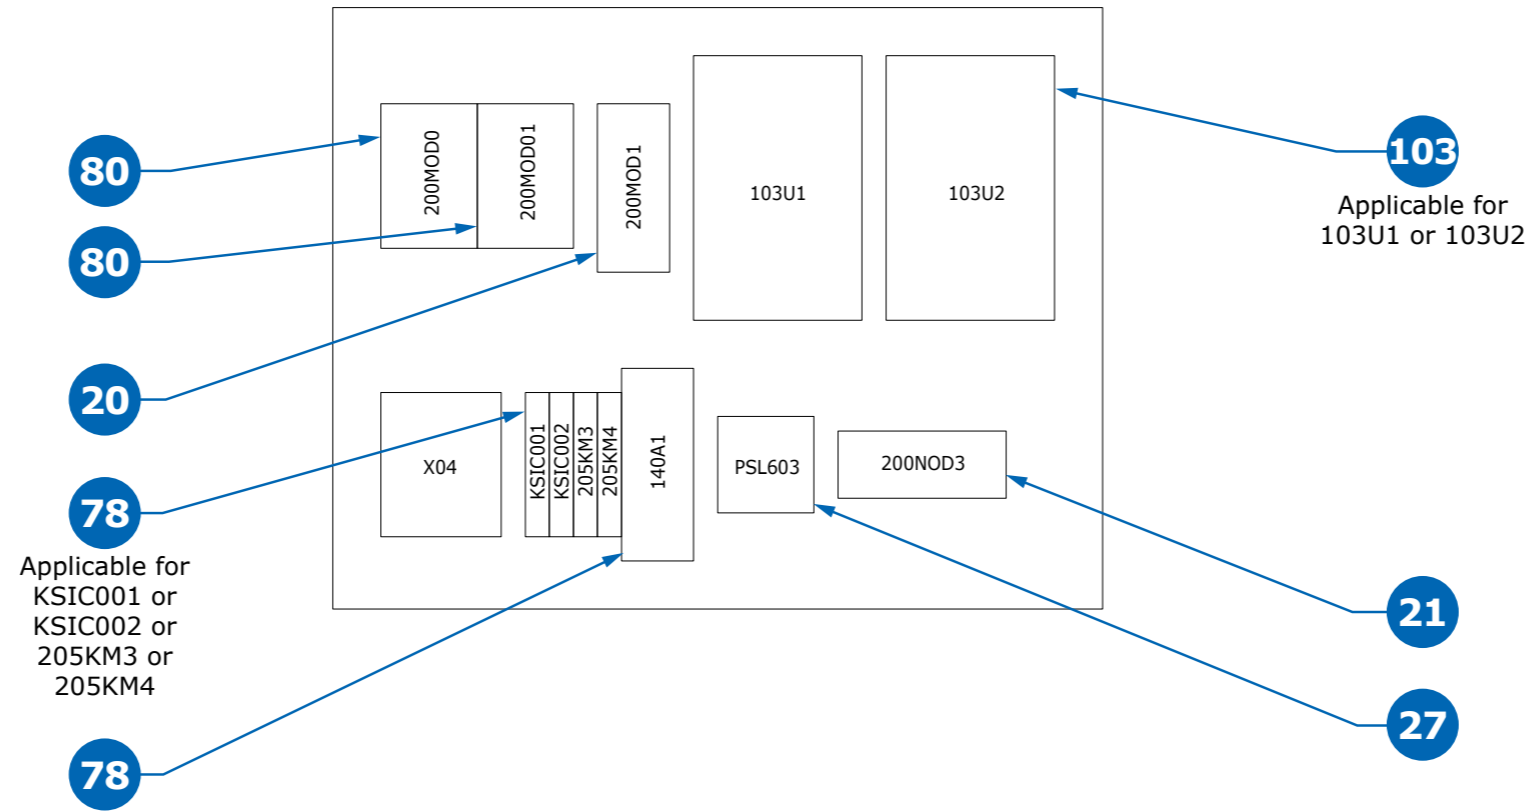 80
80
20
78
Applicable for
KSIC001 or
KSIC002 or
205KM3 or
205KM4
78
200MOD0
200MOD01
200MOD1
103U1
103U2
X04
KSIC001
KSIC002
205KM3
205KM4
140A1
PSL603
200NOD3
103
Applicable for
103U1 or 103U2
21
27